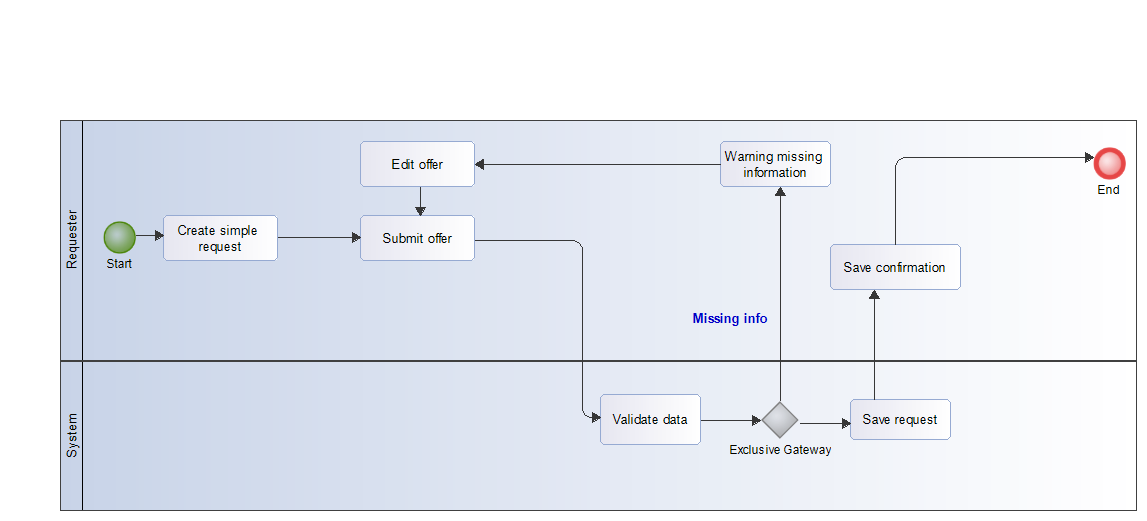 Requester
Start
Create simple
request
Edit offer
Submit offer
Warning missing
information
Missing info
Save confirmation
End
System
Validate data
Exclusive Gateway
Save request